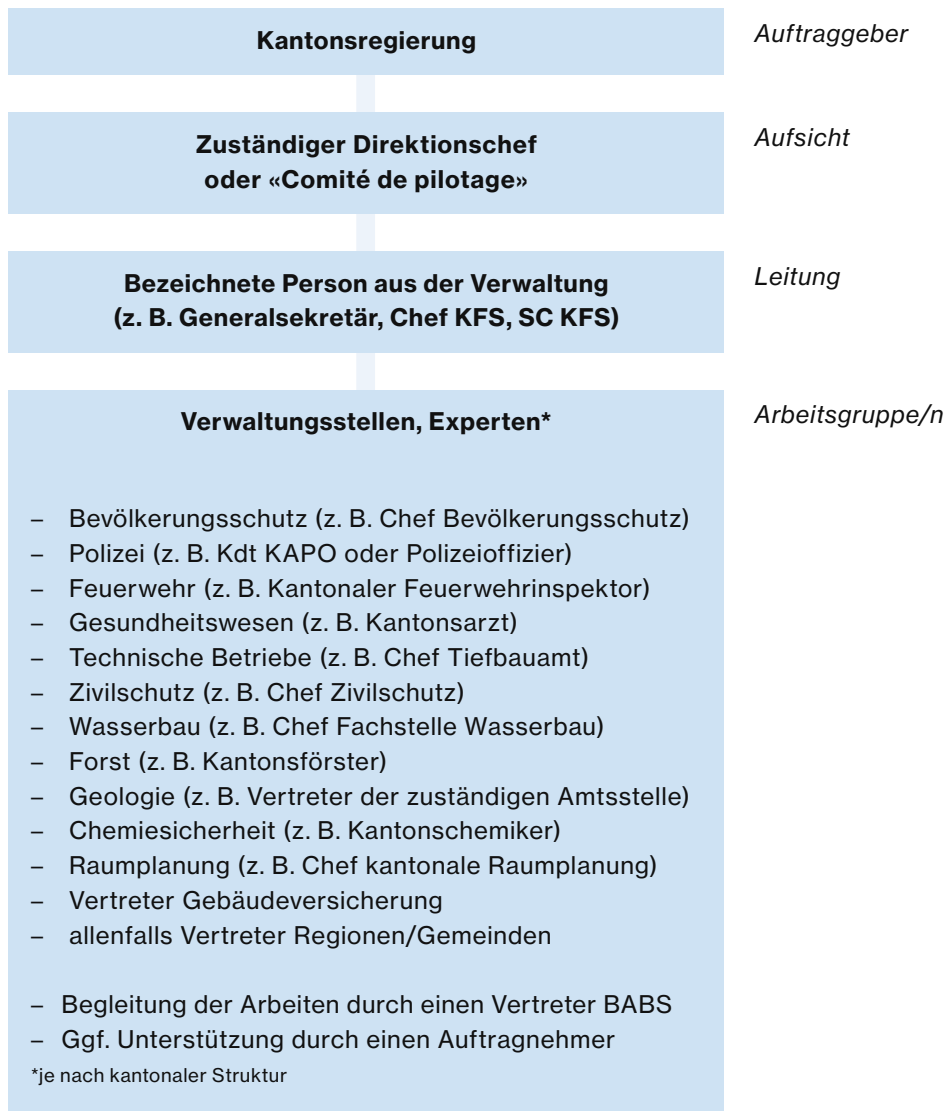 Kantonsregierung
Auftraggeber
Zuständiger Direktionschef
oder «Comité de pilotage»
Aufsicht
Bezeichnete Person aus der Verwaltung
(z. B. Generalsekretär, Chef KFS, SC KFS)
Leitung
Verwaltungsstellen, Experten*
Arbeitsgruppe/n
– Bevölkerungsschutz (z. B. Chef Bevölkerungsschutz)
– Polizei (z. B. Kdt KAPO oder Polizeioffizier)
– Feuerwehr (z. B. Kantonaler Feuerwehrinspektor)
– Gesundheitswesen (z. B. Kantonsarzt)
– Technische Betriebe (z. B. Chef Tiefbauamt)
– Zivilschutz (z. B. Chef Zivilschutz)
– Wasserbau (z. B. Chef Fachstelle Wasserbau)
– Forst (z. B. Kantonsförster)
– Geologie (z. B. Vertreter der zuständigen Amtsstelle)
– Chemiesicherheit (z. B. Kantonschemiker)
– Raumplanung (z. B. Chef kantonale Raumplanung)
– Vertreter Gebäudeversicherung
– allenfalls Vertreter Regionen/Gemeinden
– Begleitung der Arbeiten durch einen Vertreter BABS
– Ggf. Unterstützung durch einen Auftragnehmer
*je nach kantonaler Struktur